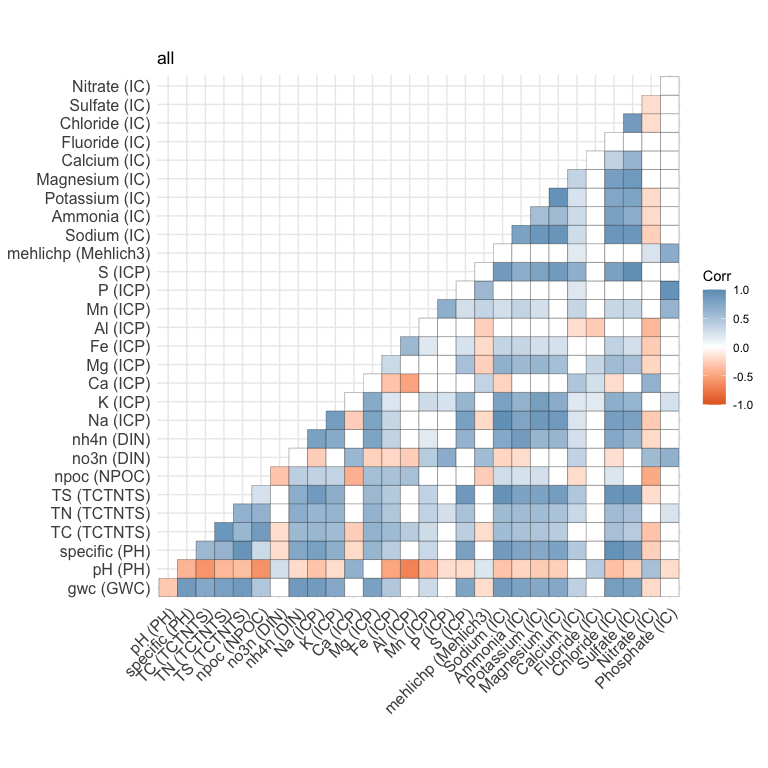 all
Nitrate (IC)
Sulfate (IC)
Chloride (IC)
Fluoride (IC)
Calcium (IC)
Magnesium (IC)
Potassium (IC)
Ammonia (IC)
Sodium (IC)
mehlichp (Mehlich3)
S (ICP)
P (ICP)
Mn (ICP)
Al (ICP)
Fe (ICP)
Mg (ICP)
Ca (ICP)
K (ICP)
Na (ICP)
nh4n (DIN)
no3n (DIN)
npoc (NPOC)
TS (TCTNTS)
TN (TCTNTS)
TC (TCTNTS)
specific (PH)
pH (PH)
gwc (GWC)
pH (PH)
specific (PH)
TC (TCTNTS)
TN (TCTNTS)
TS (TCTNTS)
npoc (NPOC)
no3n (DIN)
nh4n (DIN)
Na (ICP)
K (ICP)
Ca (ICP)
Mg (ICP)
Fe (ICP)
Al (ICP)
Mn (ICP)
P (ICP)
S (ICP)
mehlichp (Mehlich3)
Sodium (IC)
Ammonia (IC)
Potassium (IC)
Magnesium (IC)
Calcium (IC)
Fluoride (IC)
Chloride (IC)
Sulfate (IC)
Nitrate (IC)
Phosphate (IC)
Corr
1.0
0.5
0.0
-0.5
-1.0